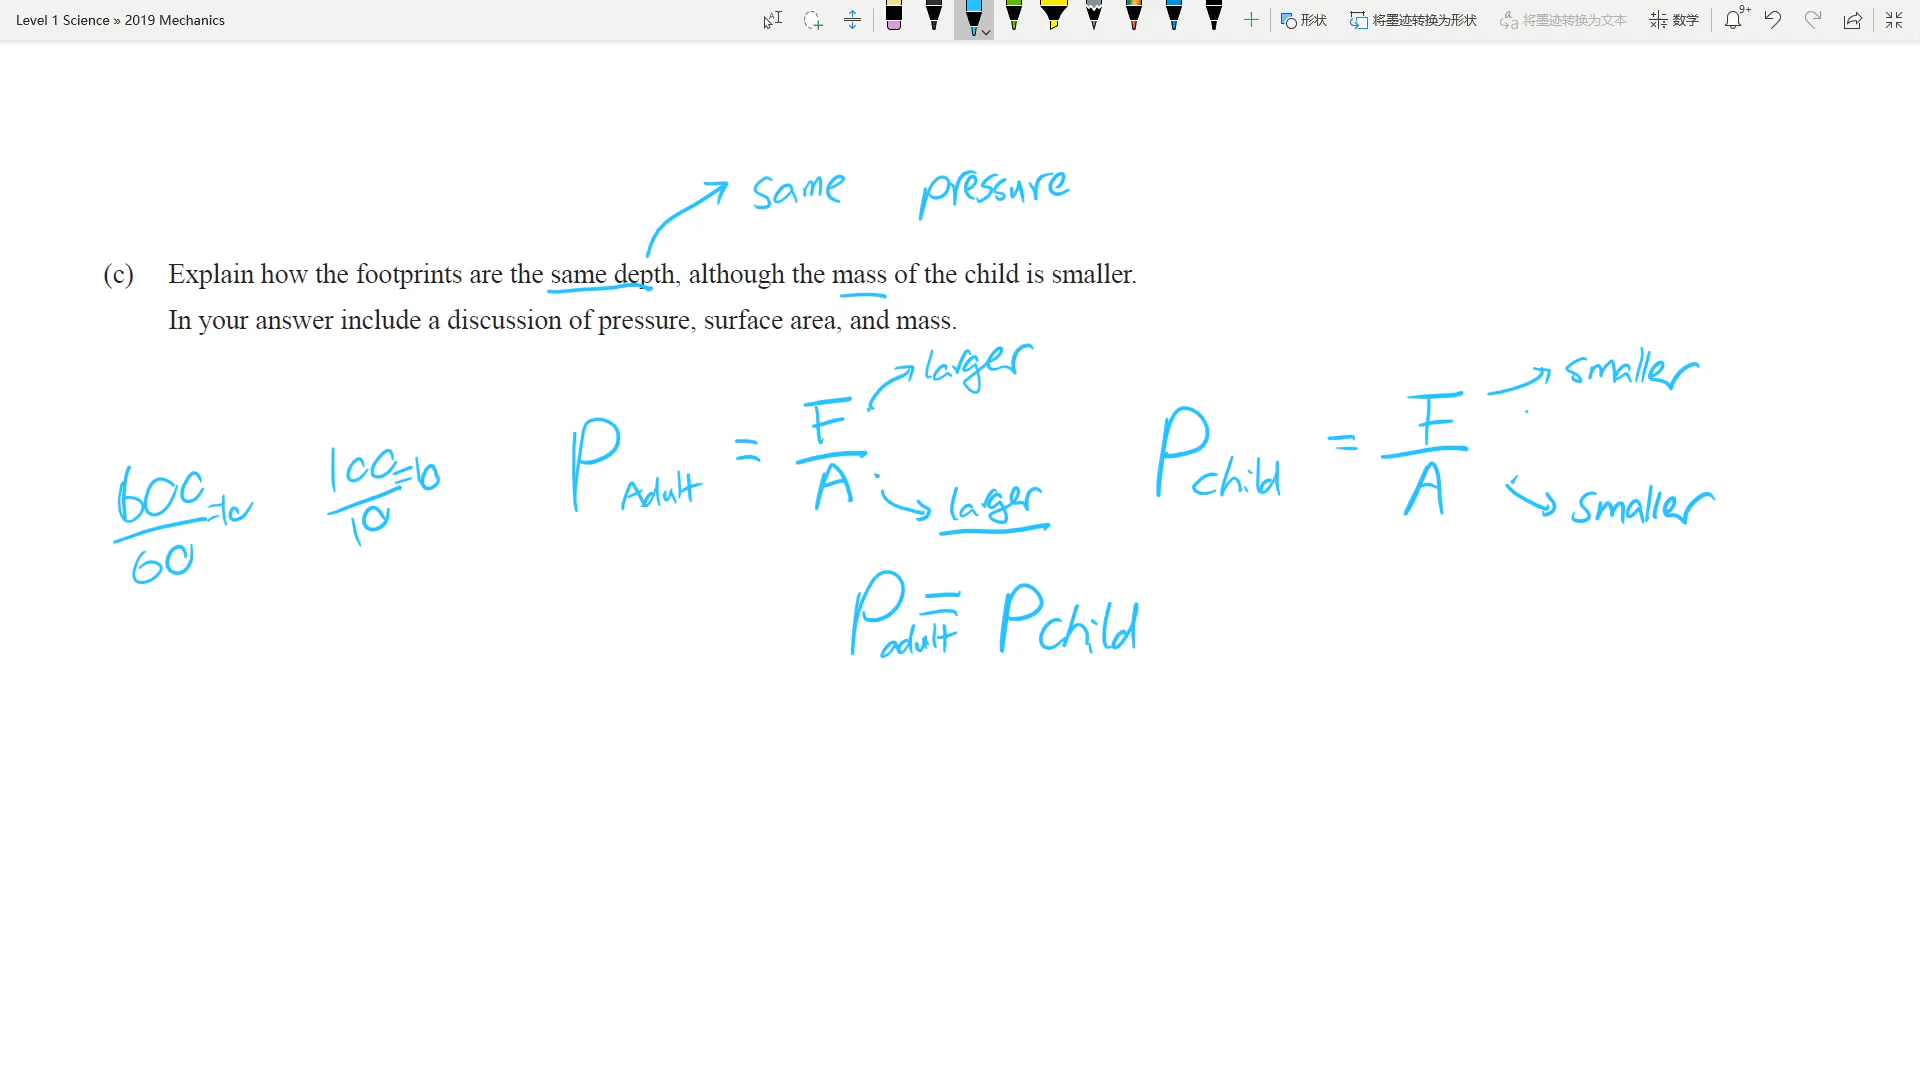 Level 1 Science » 2019 Mechanics
形状 将墨迹转换为形状 将墨迹转换为文本 数学 9+
same pressure
(c) Explain how the footprints are the same depth, although the mass of the child is smaller.
In your answer include a discussion of pressure, surface area, and mass.
larger
smaller
600/60 =10
100/10 =10
P Adult = F/A
larger
P child = F/A
smaller
P adult = P child